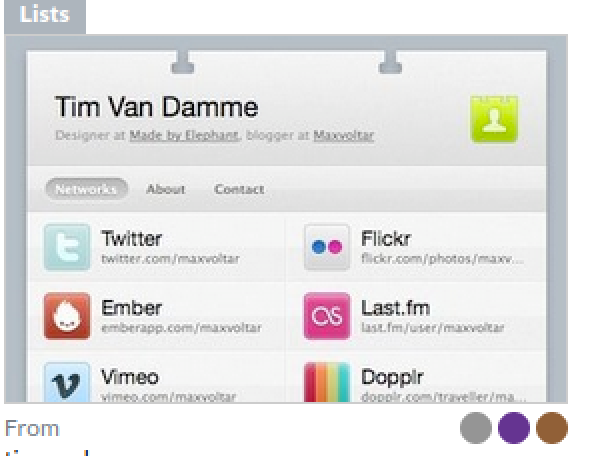 Lists
Tim Van Damme
Designer at Made by Elephant, blogger at Maxvoltar
Networks About Contact
Twitter
twitter.com/maxvoltar
Flickr
flickr.com/photos/maxv...
Ember
emberapp.com/maxvoltar
Last.fm
last.fm/user/maxvoltar
Vimeo
vimeo.com/maxvoltar
Dopplr
dopplr.com/traveller/ma...
From